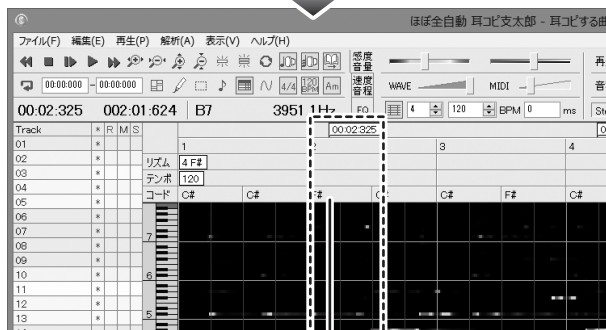 ほぼ全自動 耳コピ支太郎 - 耳コピする曲
ファイル(F) 編集(E) 再生(P) 解析(A) 表示(V) ヘルプ(H)
感度
音量
再
00:00:000 - 00:00:000
4/4 120 BPM Am
速度
音程
WAVE MIDI
音
00:02:325 002:01:624 B7 3951.1Hz EQ 4 120 BPM 0 ms Ste
Track * R M S 00:02:325 0
01 * 1 2 3 4
02 * リズム 4 F#
03 * テンポ 120
04 * コード C# C# F# C# C# F# C#
05 *
06 *
07 * 7
08 *
09 *
10 * 6
11 *
12 *
13 * 5